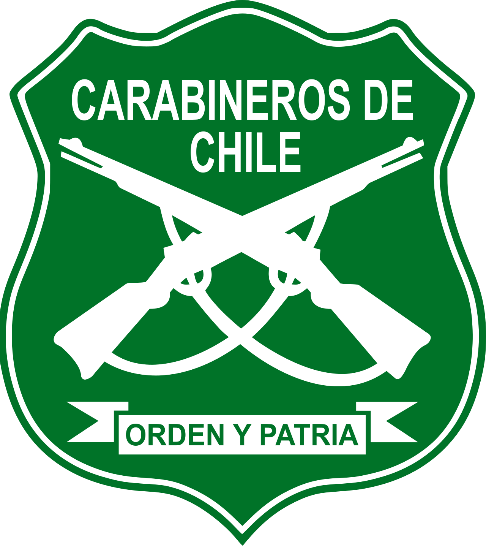 CARABINEROS DE
CHILE
ORDEN Y PATRIA